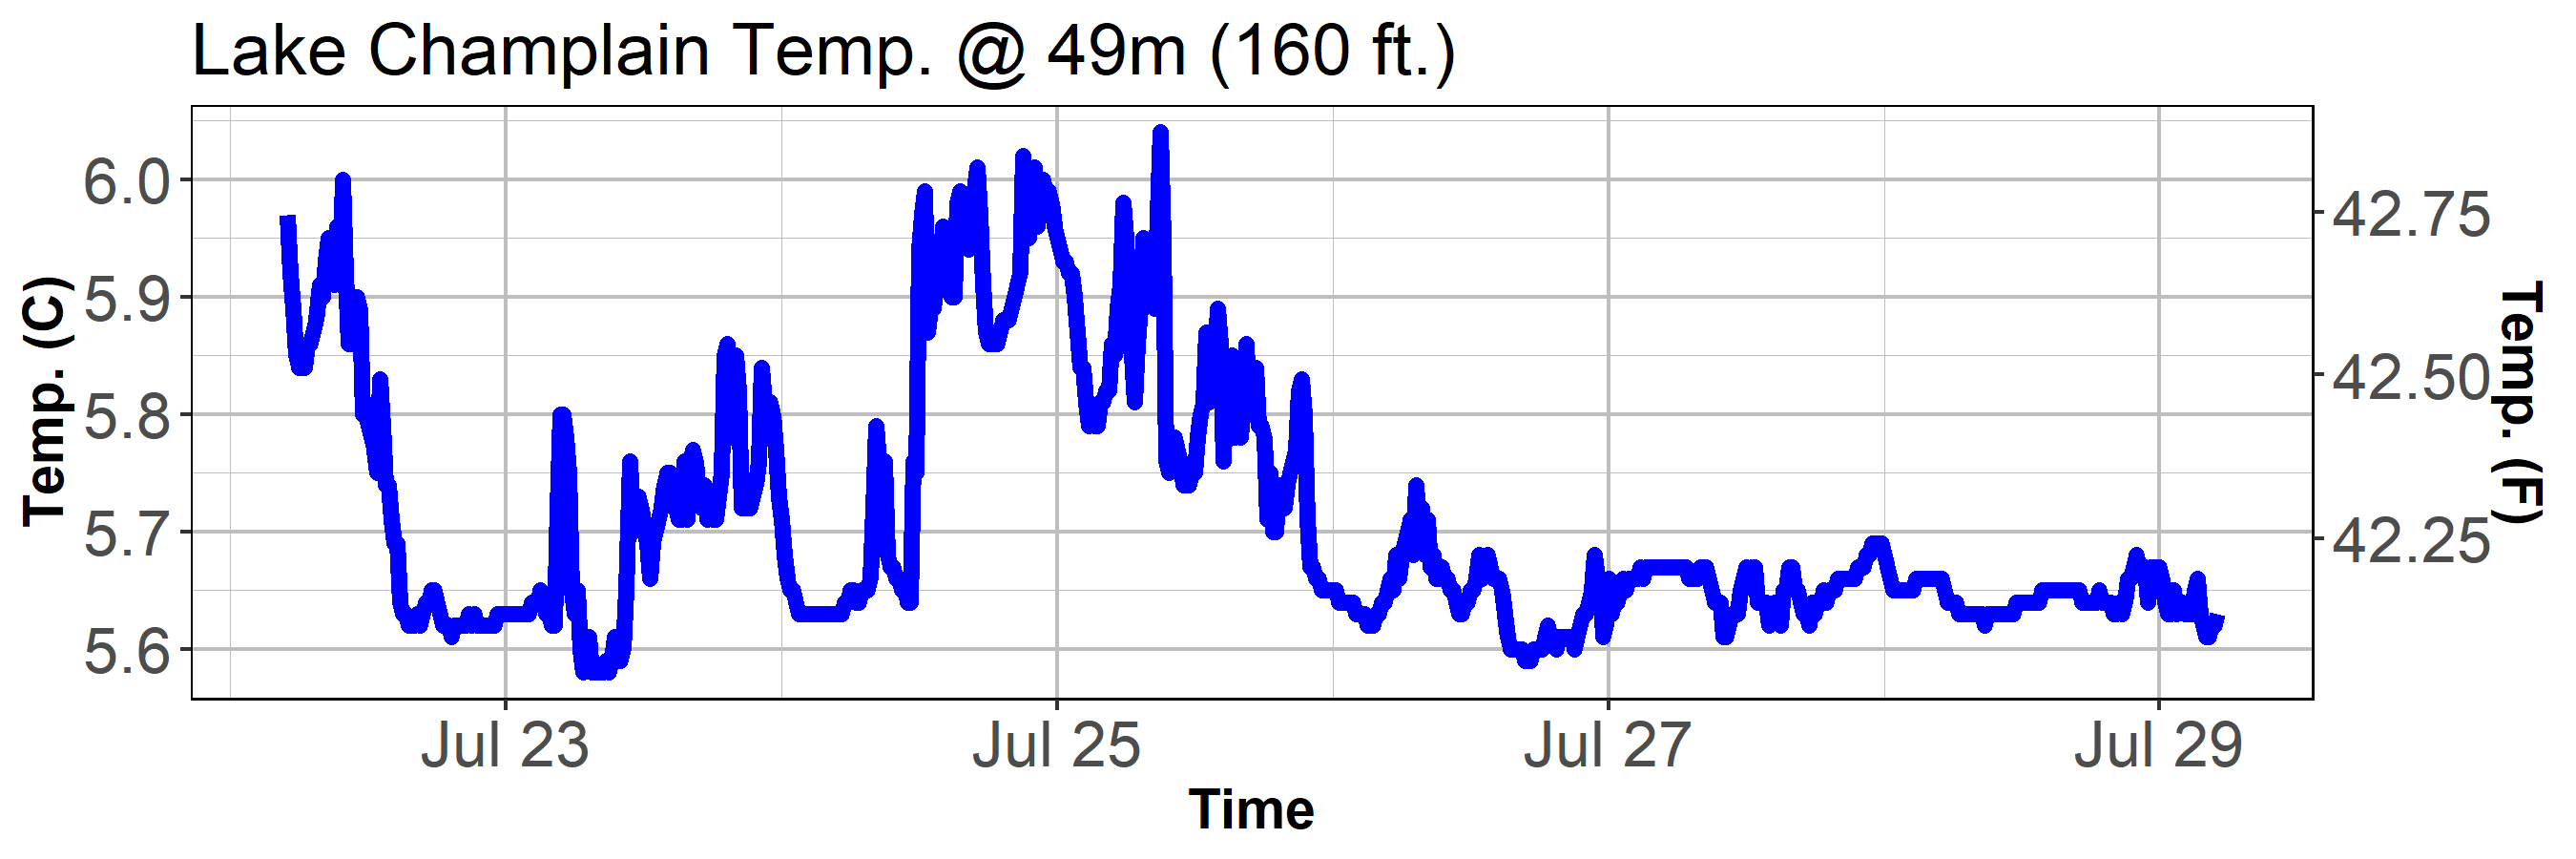 Lake Champlain Temp. @ 49m (160 ft.)
Temp. (C)
6.0
5.9
5.8
5.7
5.6
42.75
42.50
42.25
Temp. (F)
Jul 23 Jul 25 Jul 27 Jul 29
Time